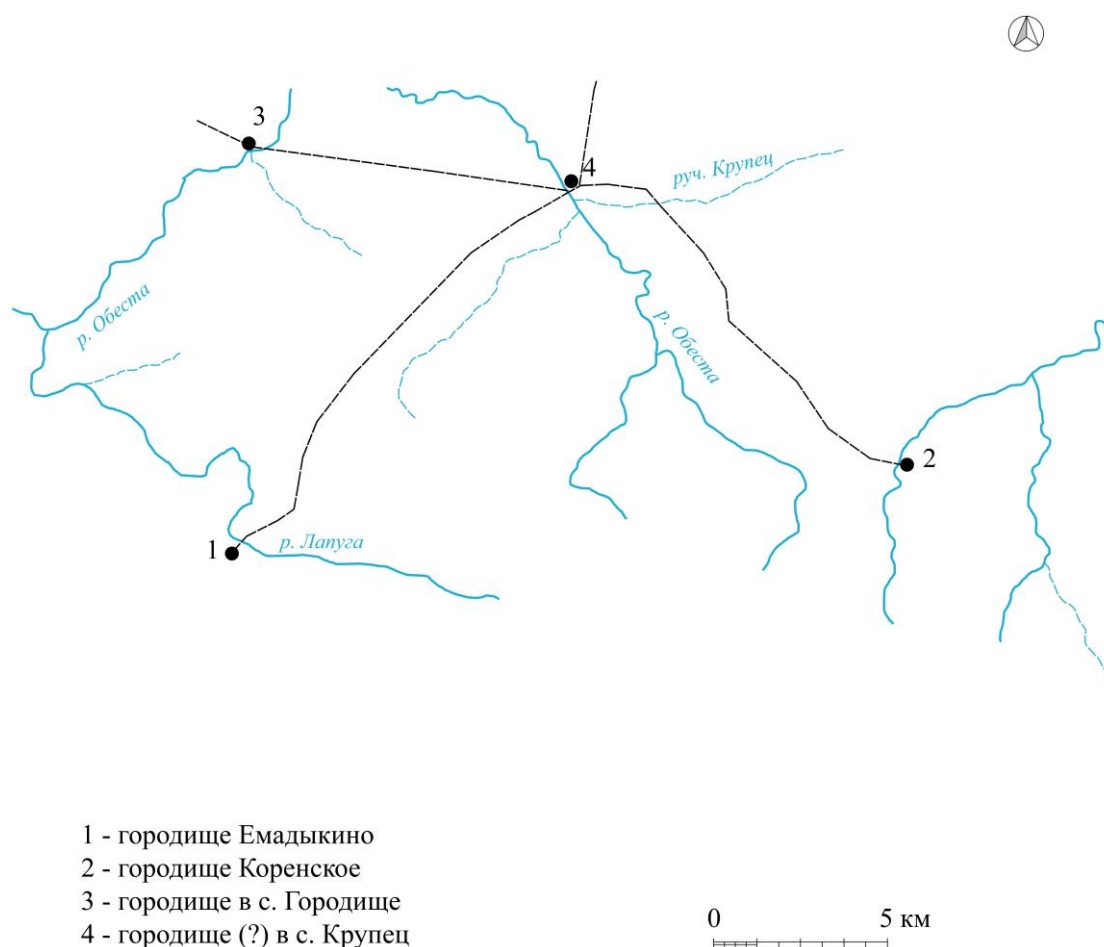 3
4
руч. Крупец
р. Обеста
р. Обеста
2
1
р. Лапуга
1 - городище Емадыкино
2 - городище Коренское
3 - городище в с. Городище
4 - городище (?) в с. Крупец
0 5 км